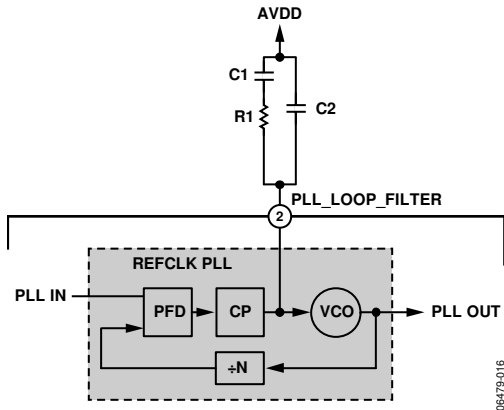 AVDD
C1
R1
C2
PLL_LOOP_FILTER
2
REFCLK PLL
PLL IN
PFD
CP
VCO
PLL OUT
÷N
06479-016